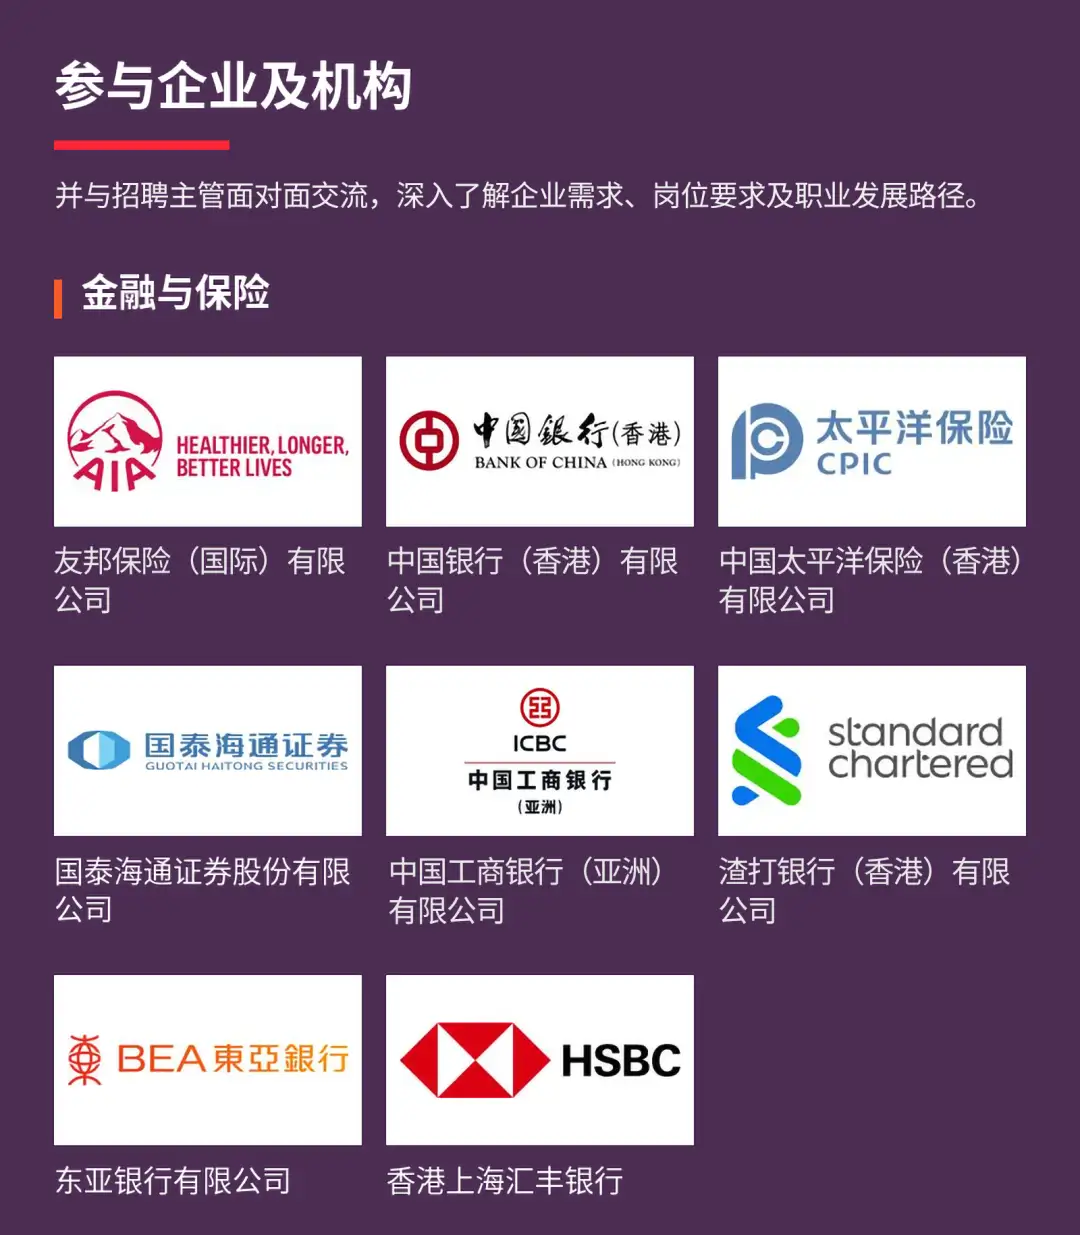 参与企业及机构
并与招聘主管面对面交流，深入了解企业需求、岗位要求及职业发展路径。
金融与保险
AIA
HEALTHIER, LONGER,
BETTER LIVES
中国銀行(香港)
BANK OF CHINA (HONG KONG)
太平洋保险
CPIC
友邦保险（国际）有限
公司
中国银行（香港）有限
公司
中国太平洋保险（香港）
有限公司
国泰海通证券
GUOTAI HAITONG SECURITIES
ICBC
中国工商银行
(亚洲)
standard
chartered
国泰海通证券股份有限
公司
中国工商银行（亚洲）
有限公司
渣打银行（香港）有限
公司
BEA東亞銀行
HSBC
东亚银行有限公司
香港上海汇丰银行